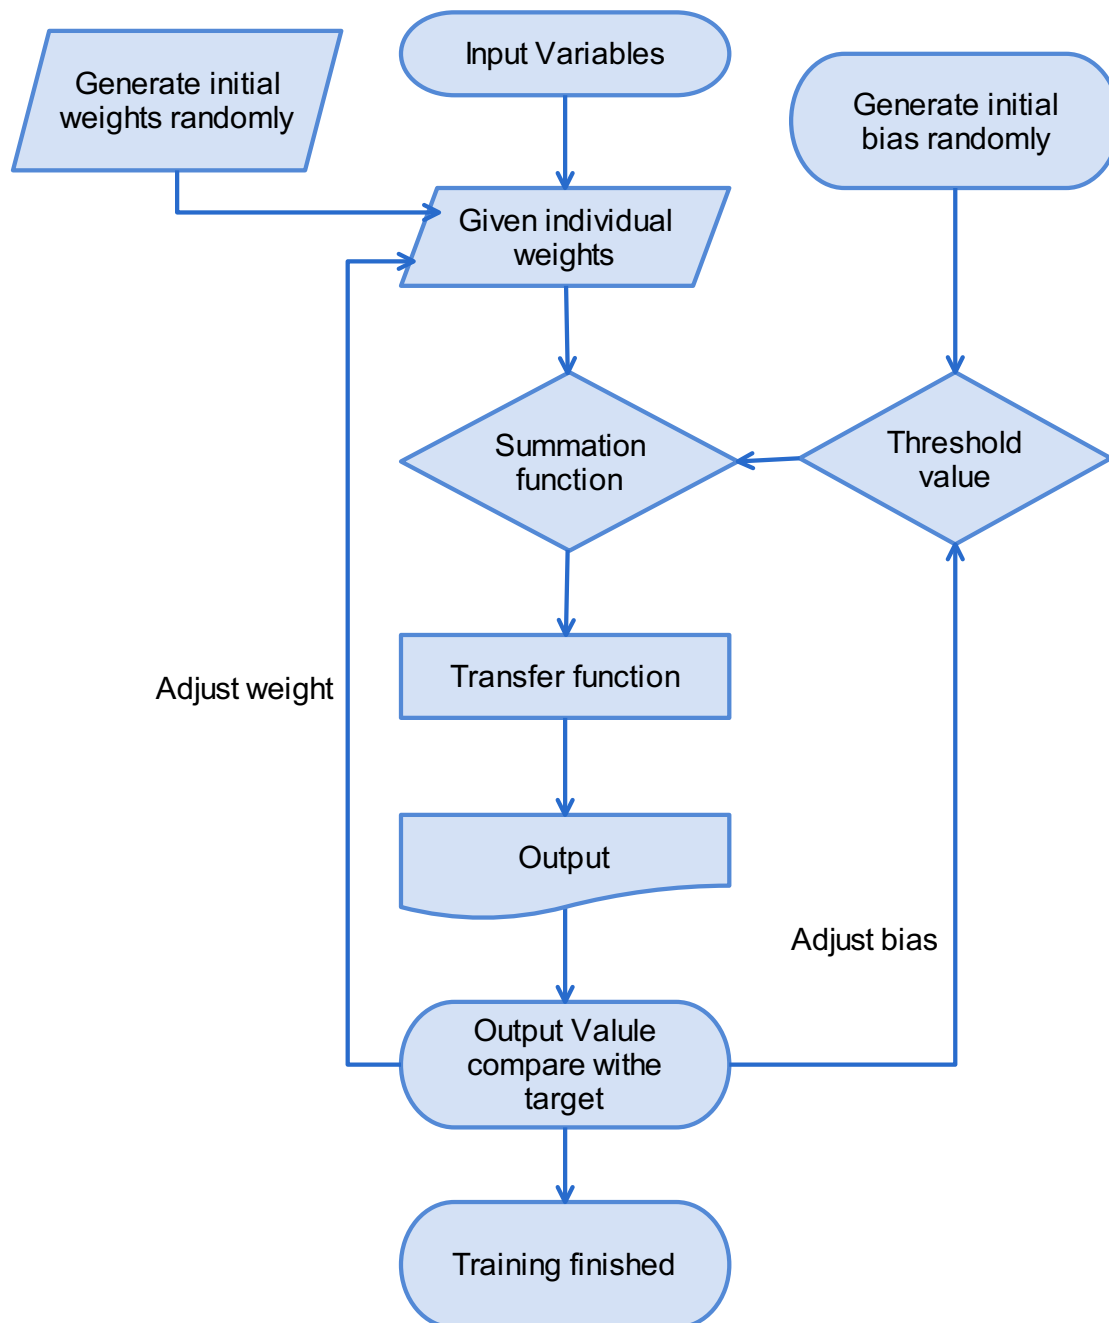 Generate initial
weights randomly
Input Variables
Generate initial
bias randomly
Given individual
weights
Summation
function
Threshold
value
Transfer function
Adjust weight
Output
Adjust bias
Output Valule
compare withe
target
Training finished